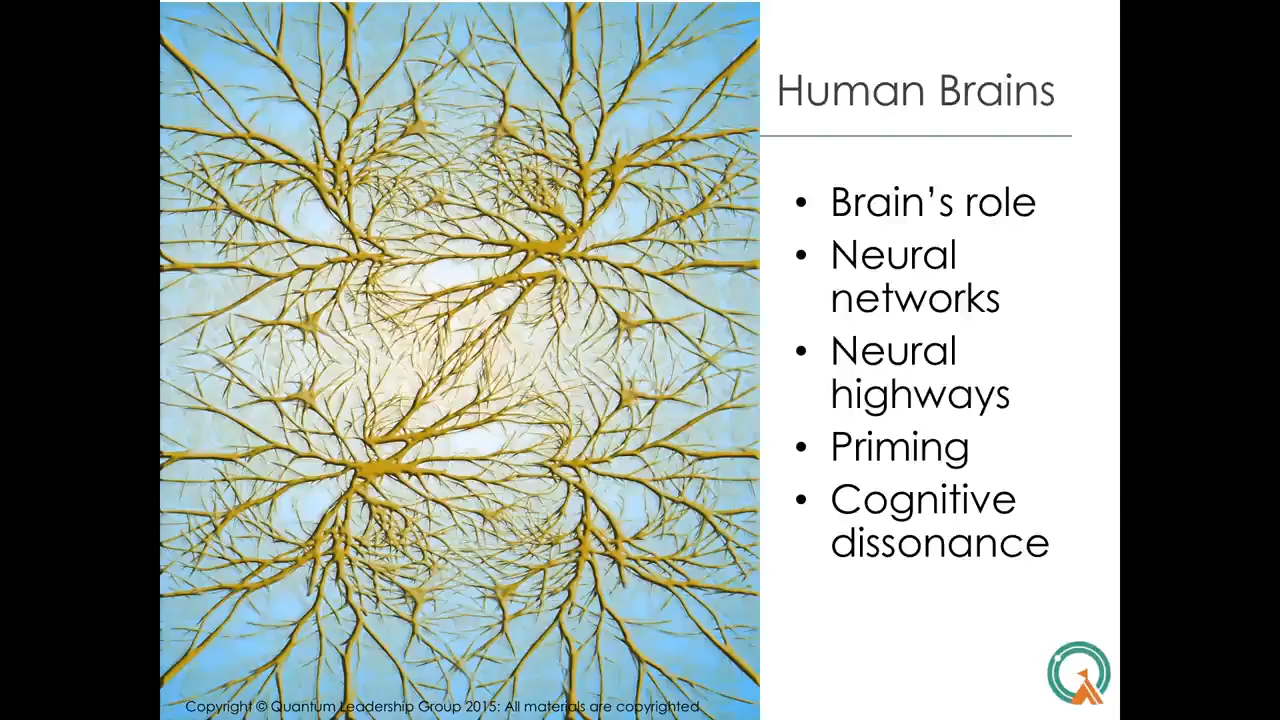 Human Brains
• Brain’s role
• Neural
networks
• Neural
highways
• Priming
• Cognitive
dissonance
Copyright © Quantum Leadership Group 2015: All materials are copyrighted